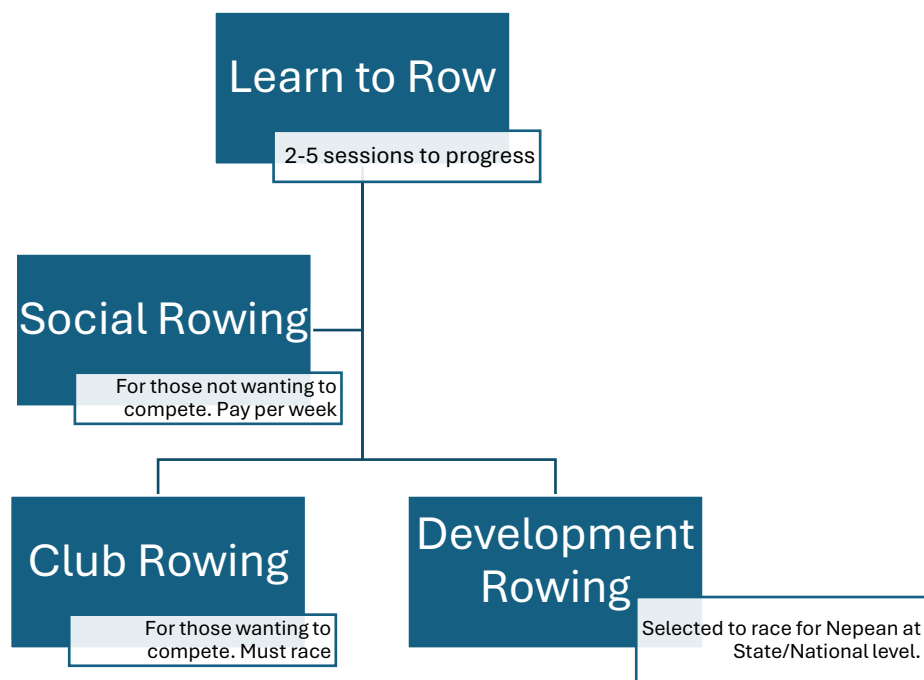 Learn to Row
2-5 sessions to progress
Social Rowing
For those not wanting to
compete. Pay per week
Club Rowing
For those wanting to
compete. Must race
Development
Rowing
Selected to race for Nepean at
State/National level.